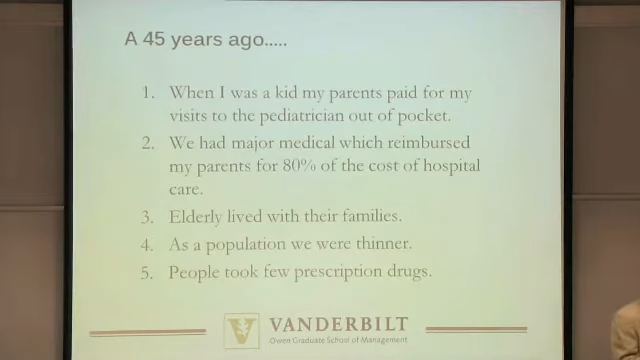 A 45 years ago.....
1. When I was a kid my parents paid for my
visits to the pediatrician out of pocket.
2. We had major medical which reimbursed
my parents for 80% of the cost of hospital
care.
3. Elderly lived with their families.
4. As a population we were thinner.
5. People took few prescription drugs.
V
VANDERBILT
Owen Graduate School of Management